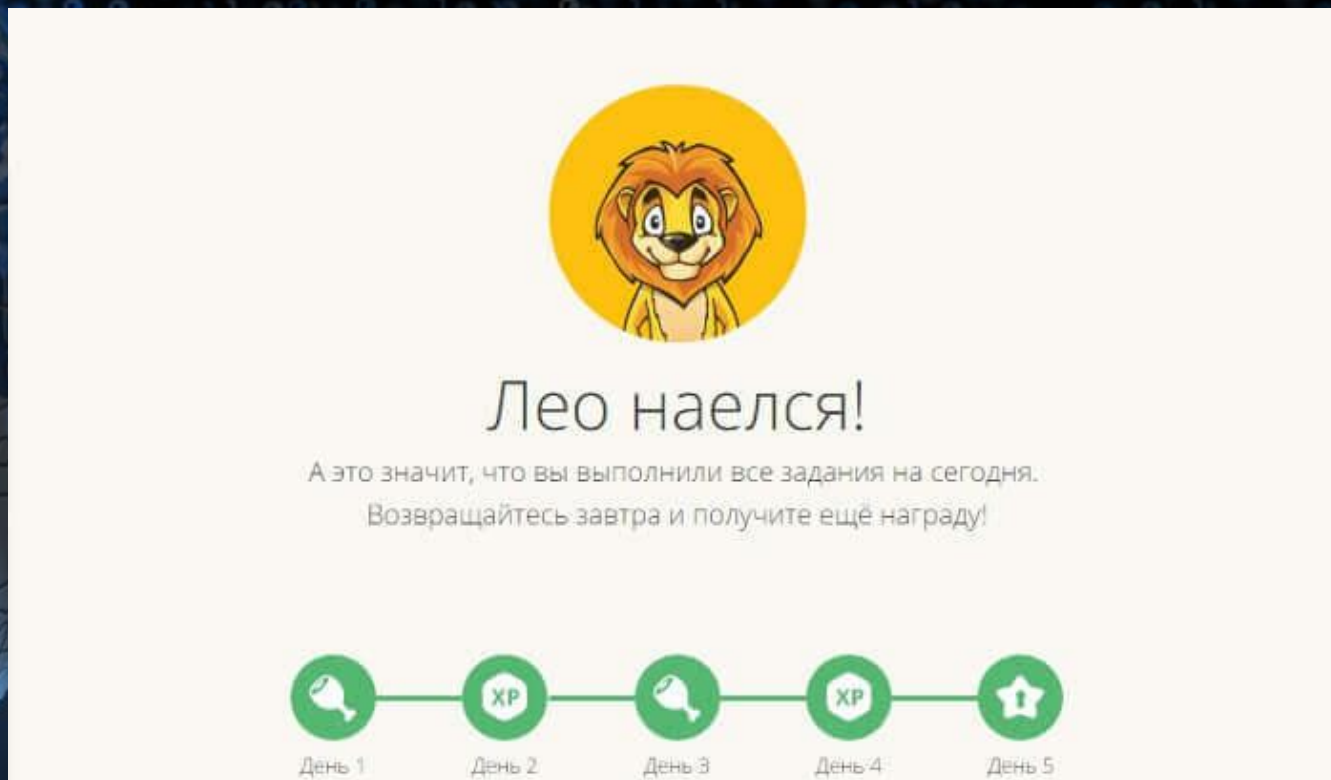 Лео наелся!
А это значит, что вы выполнили все задания на сегодня.
Возвращайтесь завтра и получите ещё награду!
XP
XP
День 1
День 2
День 3
День 4
День 5